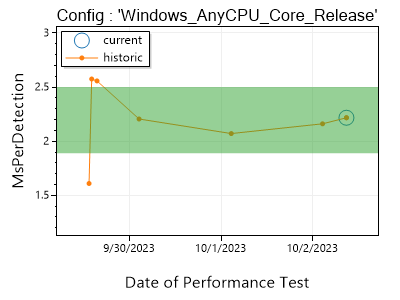 Config : 'Windows_AnyCPU_Core_Release'
current
historic
3
2.5
2
1.5
MsPerDetection
9/30/2023
10/1/2023
10/2/2023
Date of Performance Test